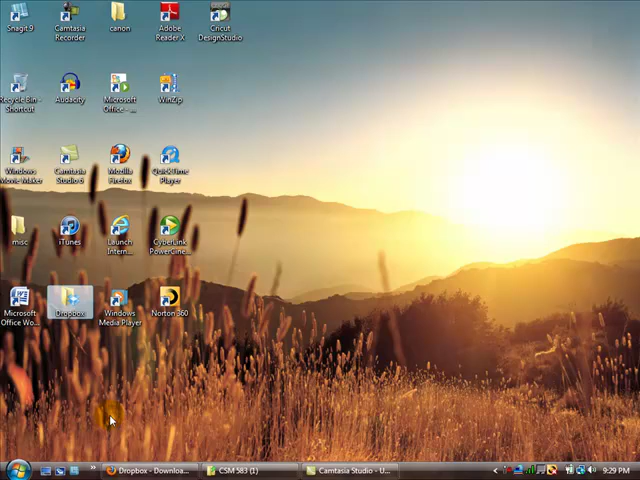 Snagit 9
Camtasia
Recorder
canon
Adobe
Reader X
Cricut
DesignStudio
Recycle Bin -
Shortcut
Audacity
Microsoft
Office - ...
WinZip
Windows
Movie Maker
Camtasia
Studio 6
Mozilla
Firefox
QuickTime
Player
misc
iTunes
Launch
Intern...
CyberLink
PowerCine...
Microsoft
Office Wo...
Dropbox
Windows
Media Player
Norton 360
Dropbox - Downloa...
CSM 583 (1)
Camtasia Studio - U...
9:29 PM